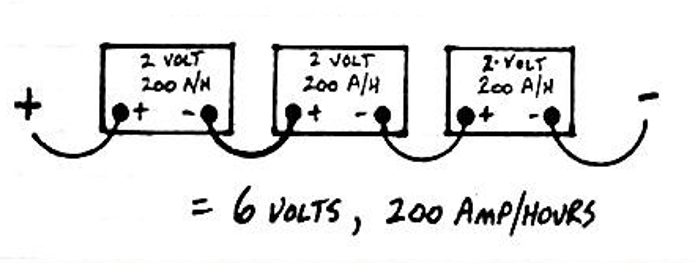 2 VOLT
200 A/H
+ -
2 VOLT
200 A/H
+ -
2 VOLT
200 A/H
+ -
+ -
= 6 VOLTS, 200 AMP/HOURS